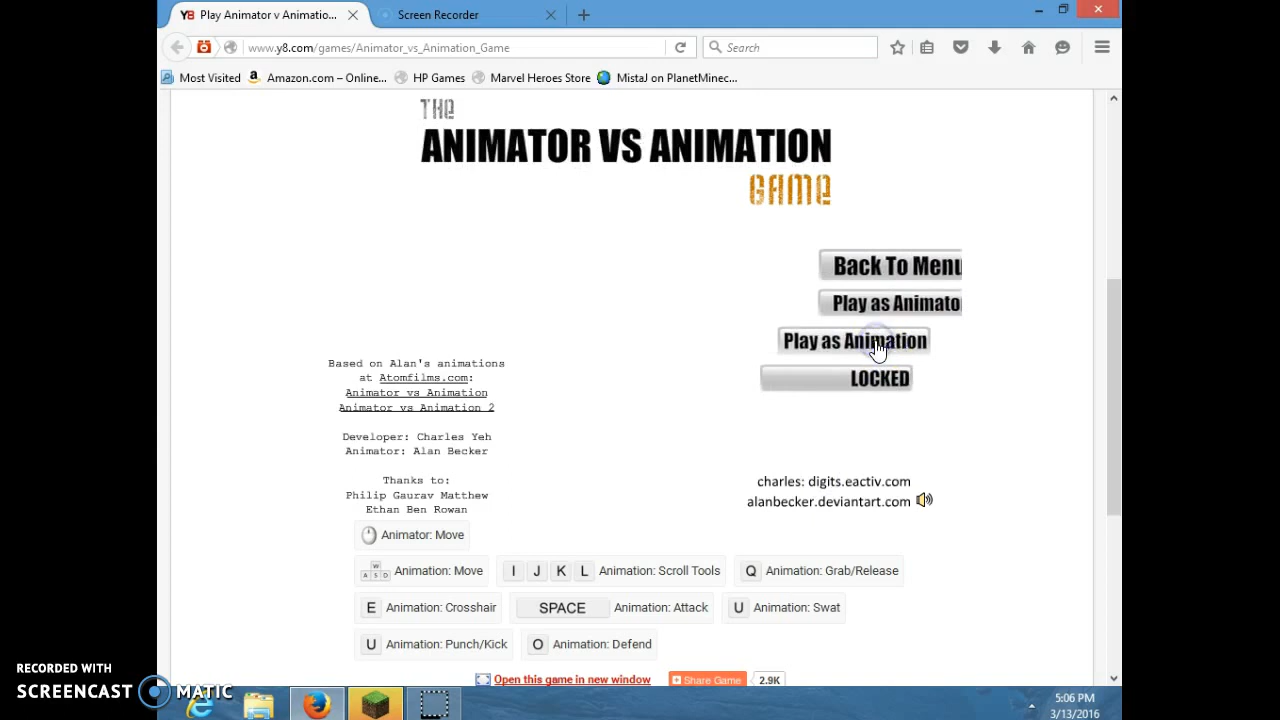 Play Animator v Animatio...
Screen Recorder
www.y8.com/games/Animator_vs_Animation_Game
Search
Most Visited
Amazon.com – Online...
HP Games
Marvel Heroes Store
MistaJ on PlanetMinec...
THE
ANIMATOR VS ANIMATION
GAME
Back To Menu
Play as Animato
Play as Animation
LOCKED
Based on Alan's animations
at Atomfilms.com:
Animator vs Animation
Animator vs Animation 2
Developer: Charles Yeh
Animator: Alan Becker
Thanks to:
Philip Gaurav Matthew
Ethan Ben Rowan
charles: digits.eactiv.com
alanbecker.deviantart.com
Animator: Move
W A S D Animation: Move
I J K L Animation: Scroll Tools
Q Animation: Grab/Release
E Animation: Crosshair
SPACE Animation: Attack
U Animation: Swat
U Animation: Punch/Kick
O Animation: Defend
Open this game in new window
Share Game
2.9K
RECORDED WITH
SCREENCAST MATIC
5:06 PM
3/13/2016